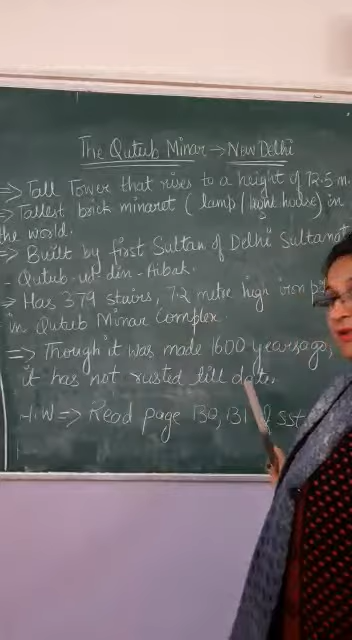 The Qutub Minar → New Delhi
⇒ Tall Tower that rises to a height of 72.5 m.
⇒ Tallest brick minaret (lamp/light house) in
the world.
⇒ Built by first Sultan of Delhi Sultanat
- Qutub-ud-din-Aibak.
⇒ Has 379 stairs, 7.2 metre high iron
in Qutub Minar Complex.
⇒ Though it was made 1600 years ago,
it has not rusted till date.
H.W ⇒ Read page 130, 131 of SSt